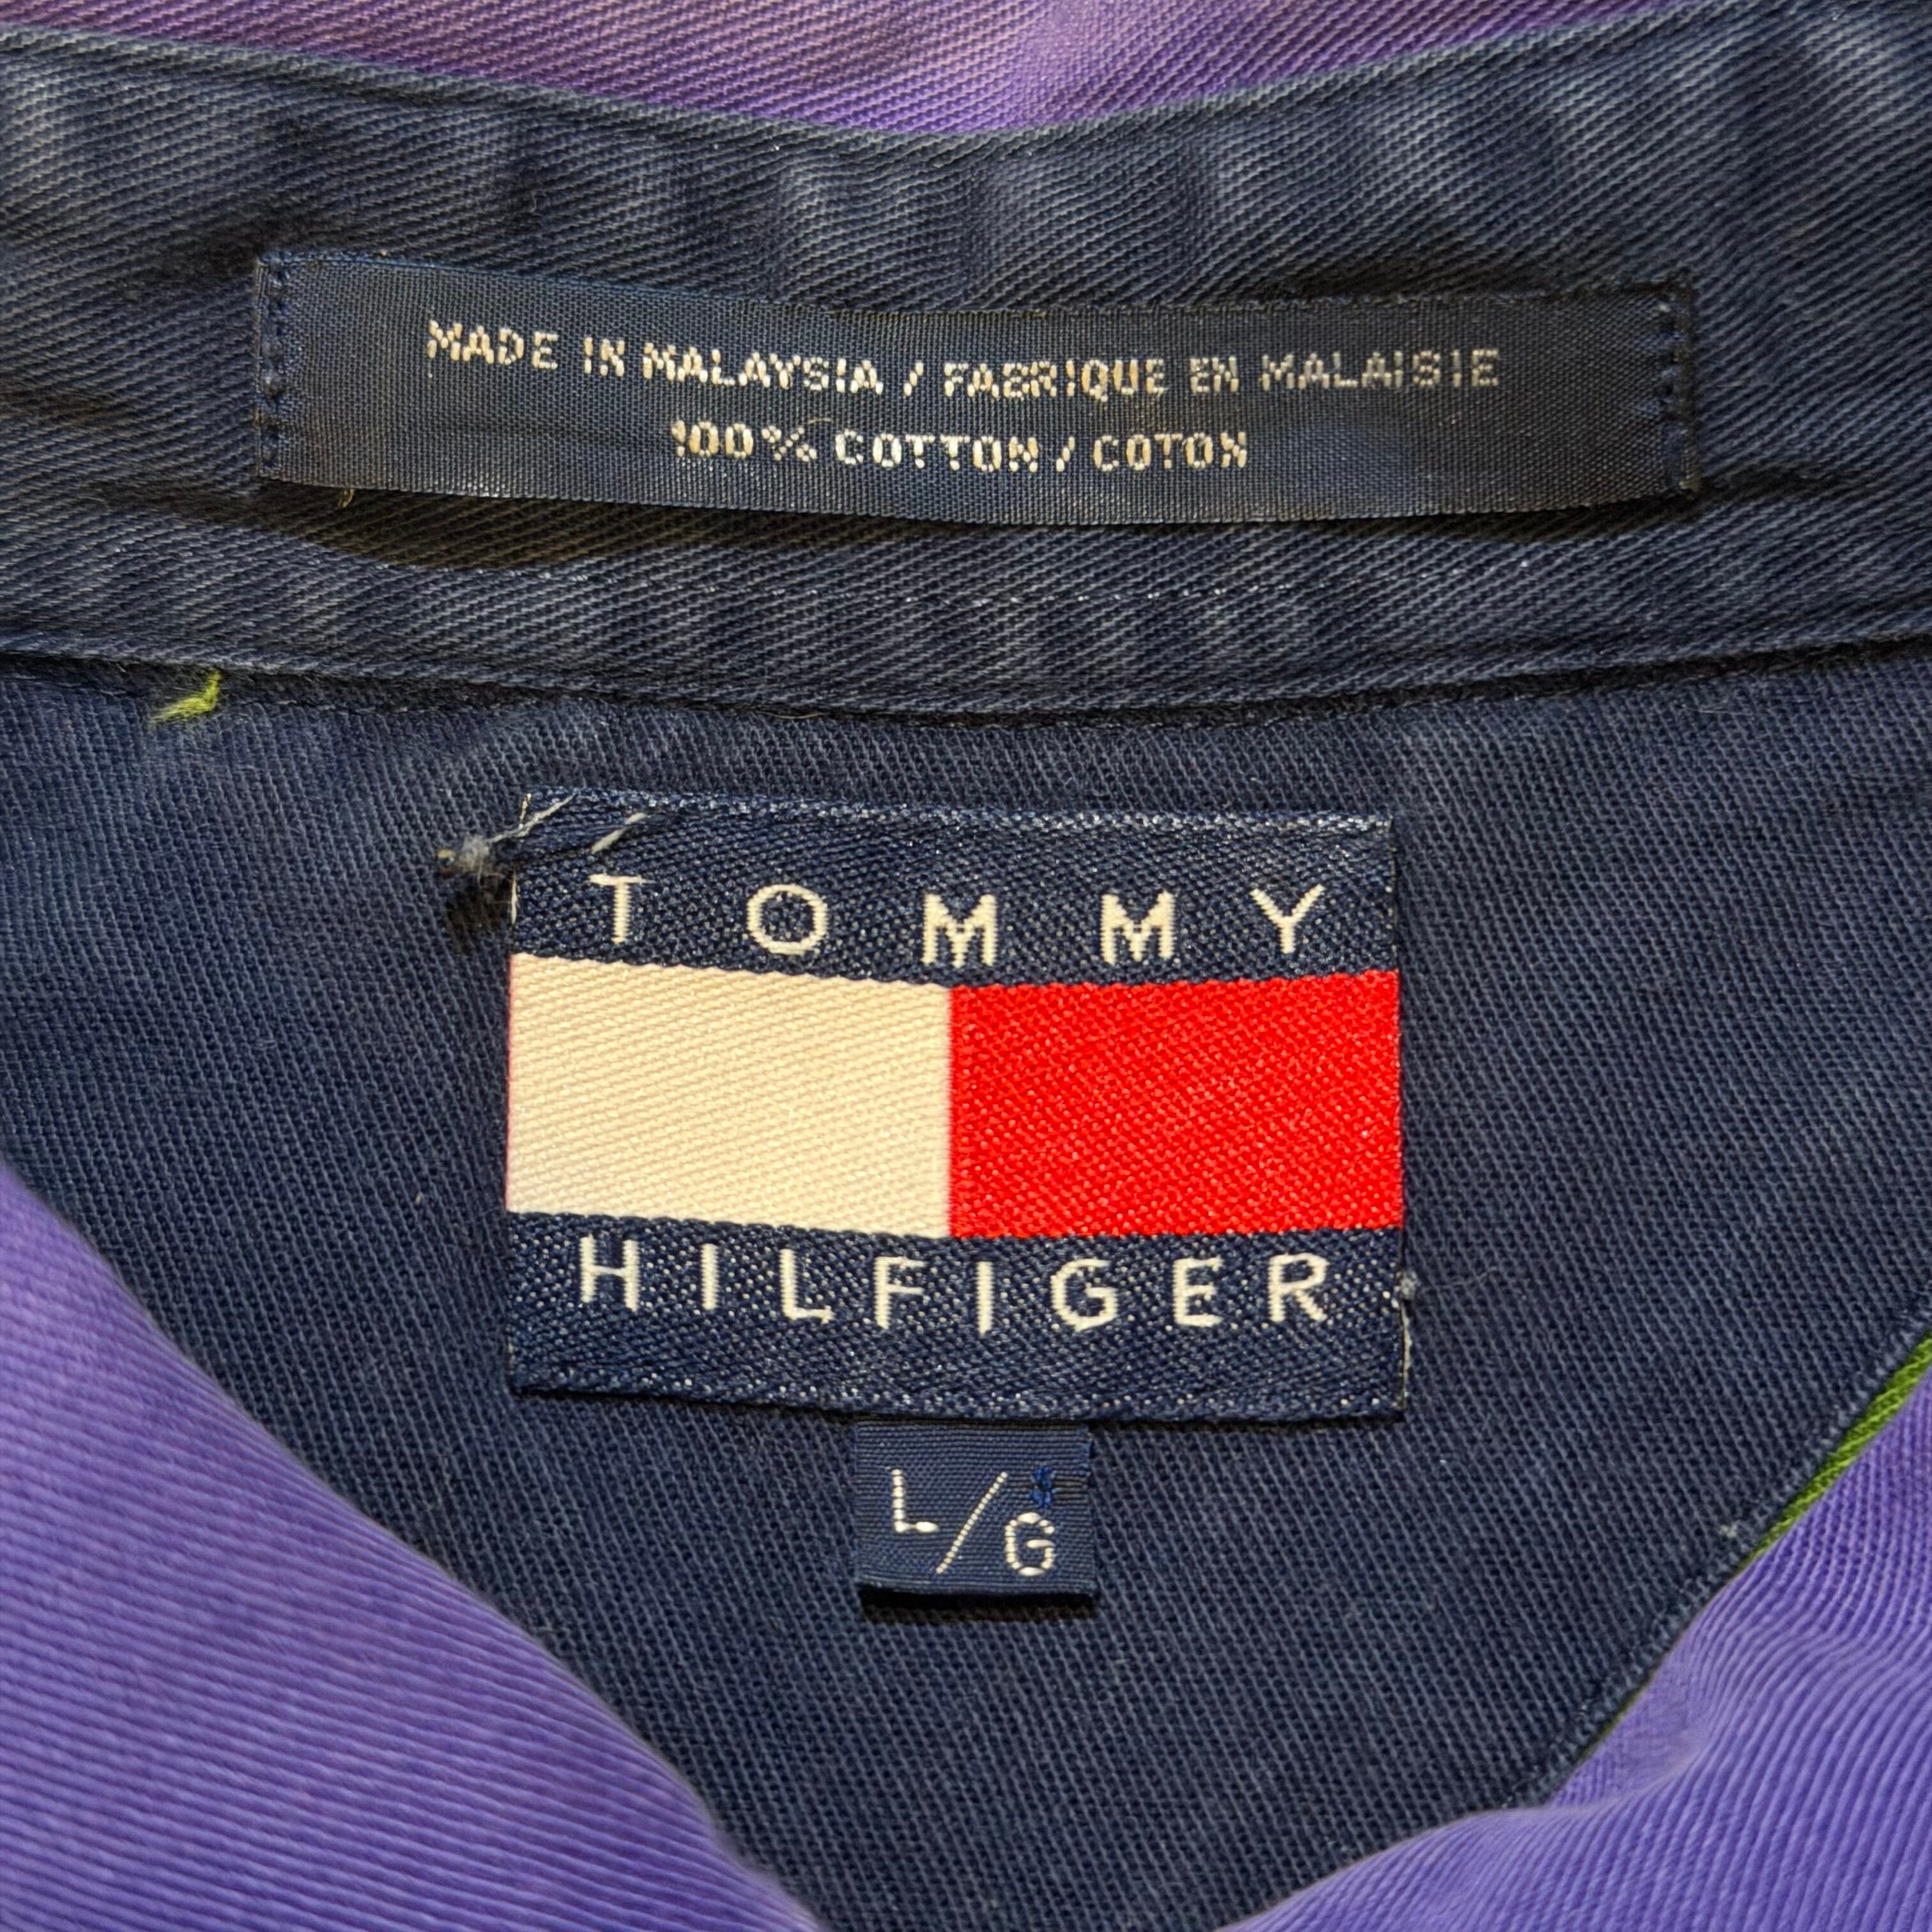 MADE IN MALAYSIA / FABRIQUE EN MALAISIE
100% COTTON / COTON
TOMMY
HILFIGER
L/G